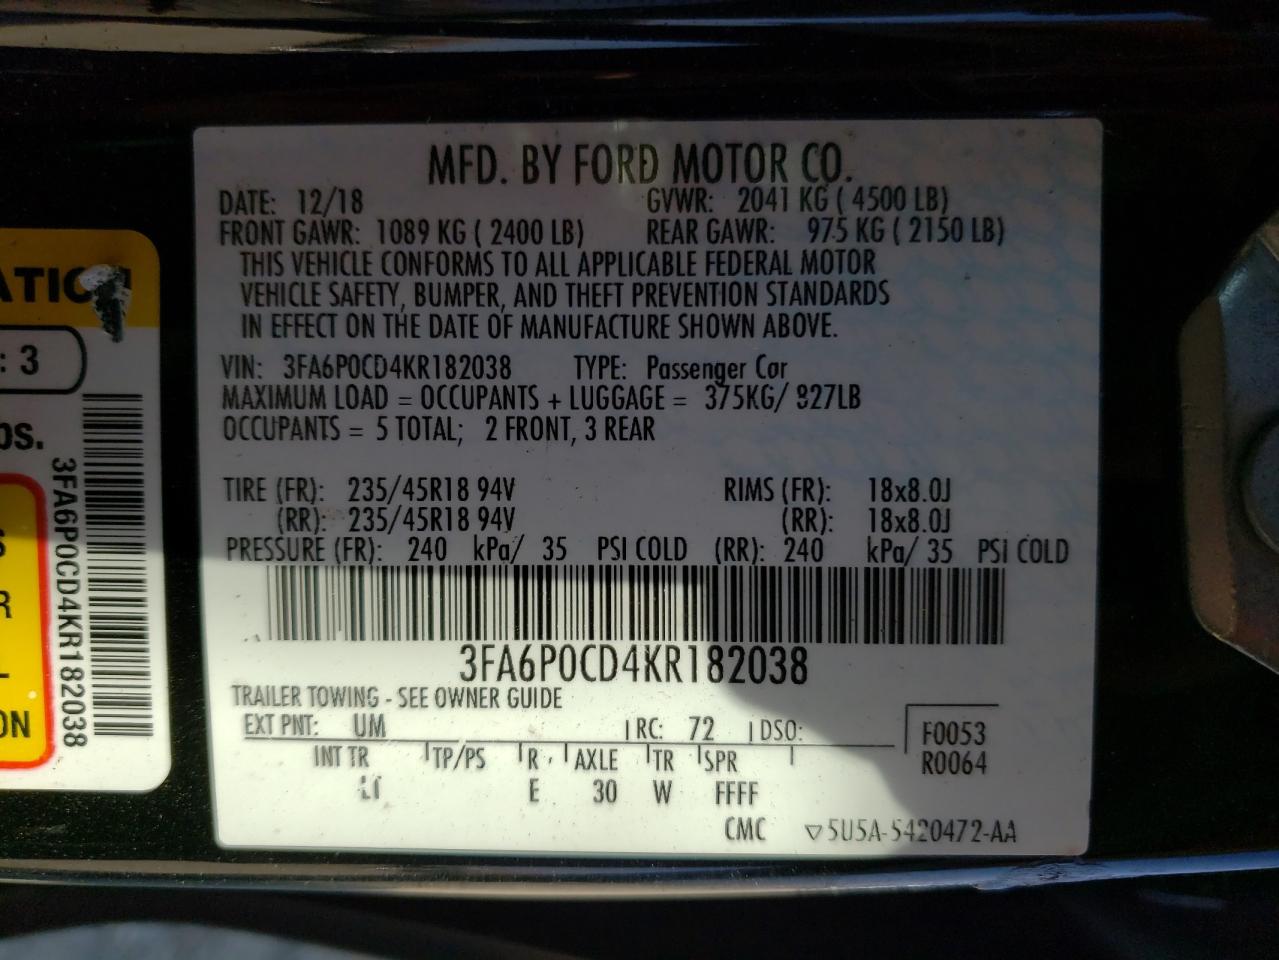 MFD. BY FORD MOTOR CO.
DATE: 12/18 GVWR: 2041 KG ( 4500 LB)
FRONT GAWR: 1089 KG ( 2400 LB) REAR GAWR: 975 KG ( 2150 LB)
THIS VEHICLE CONFORMS TO ALL APPLICABLE FEDERAL MOTOR
VEHICLE SAFETY, BUMPER, AND THEFT PREVENTION STANDARDS
IN EFFECT ON THE DATE OF MANUFACTURE SHOWN ABOVE.
VIN: 3FA6P0CD4KR182038 TYPE: Passenger Car
MAXIMUM LOAD = OCCUPANTS + LUGGAGE = 375KG/ 827LB
OCCUPANTS = 5 TOTAL; 2 FRONT, 3 REAR
TIRE (FR): 235/45R18 94V RIMS (FR): 18x8.0J
(RR): 235/45R18 94V (RR): 18x8.0J
PRESSURE (FR): 240 kPa/ 35 PSI COLD (RR): 240 kPa/ 35 PSI COLD
3FA6P0CD4KR182038
TRAILER TOWING - SEE OWNER GUIDE
EXT PNT: UM RC: 72 DSO: F0053
R0064
INT TR TP/PS R AXLE TR SPR
E 30 W FFFF
CMC ▽5U5A-5420472-AA
: 3
3FA6P0CD4KR182038